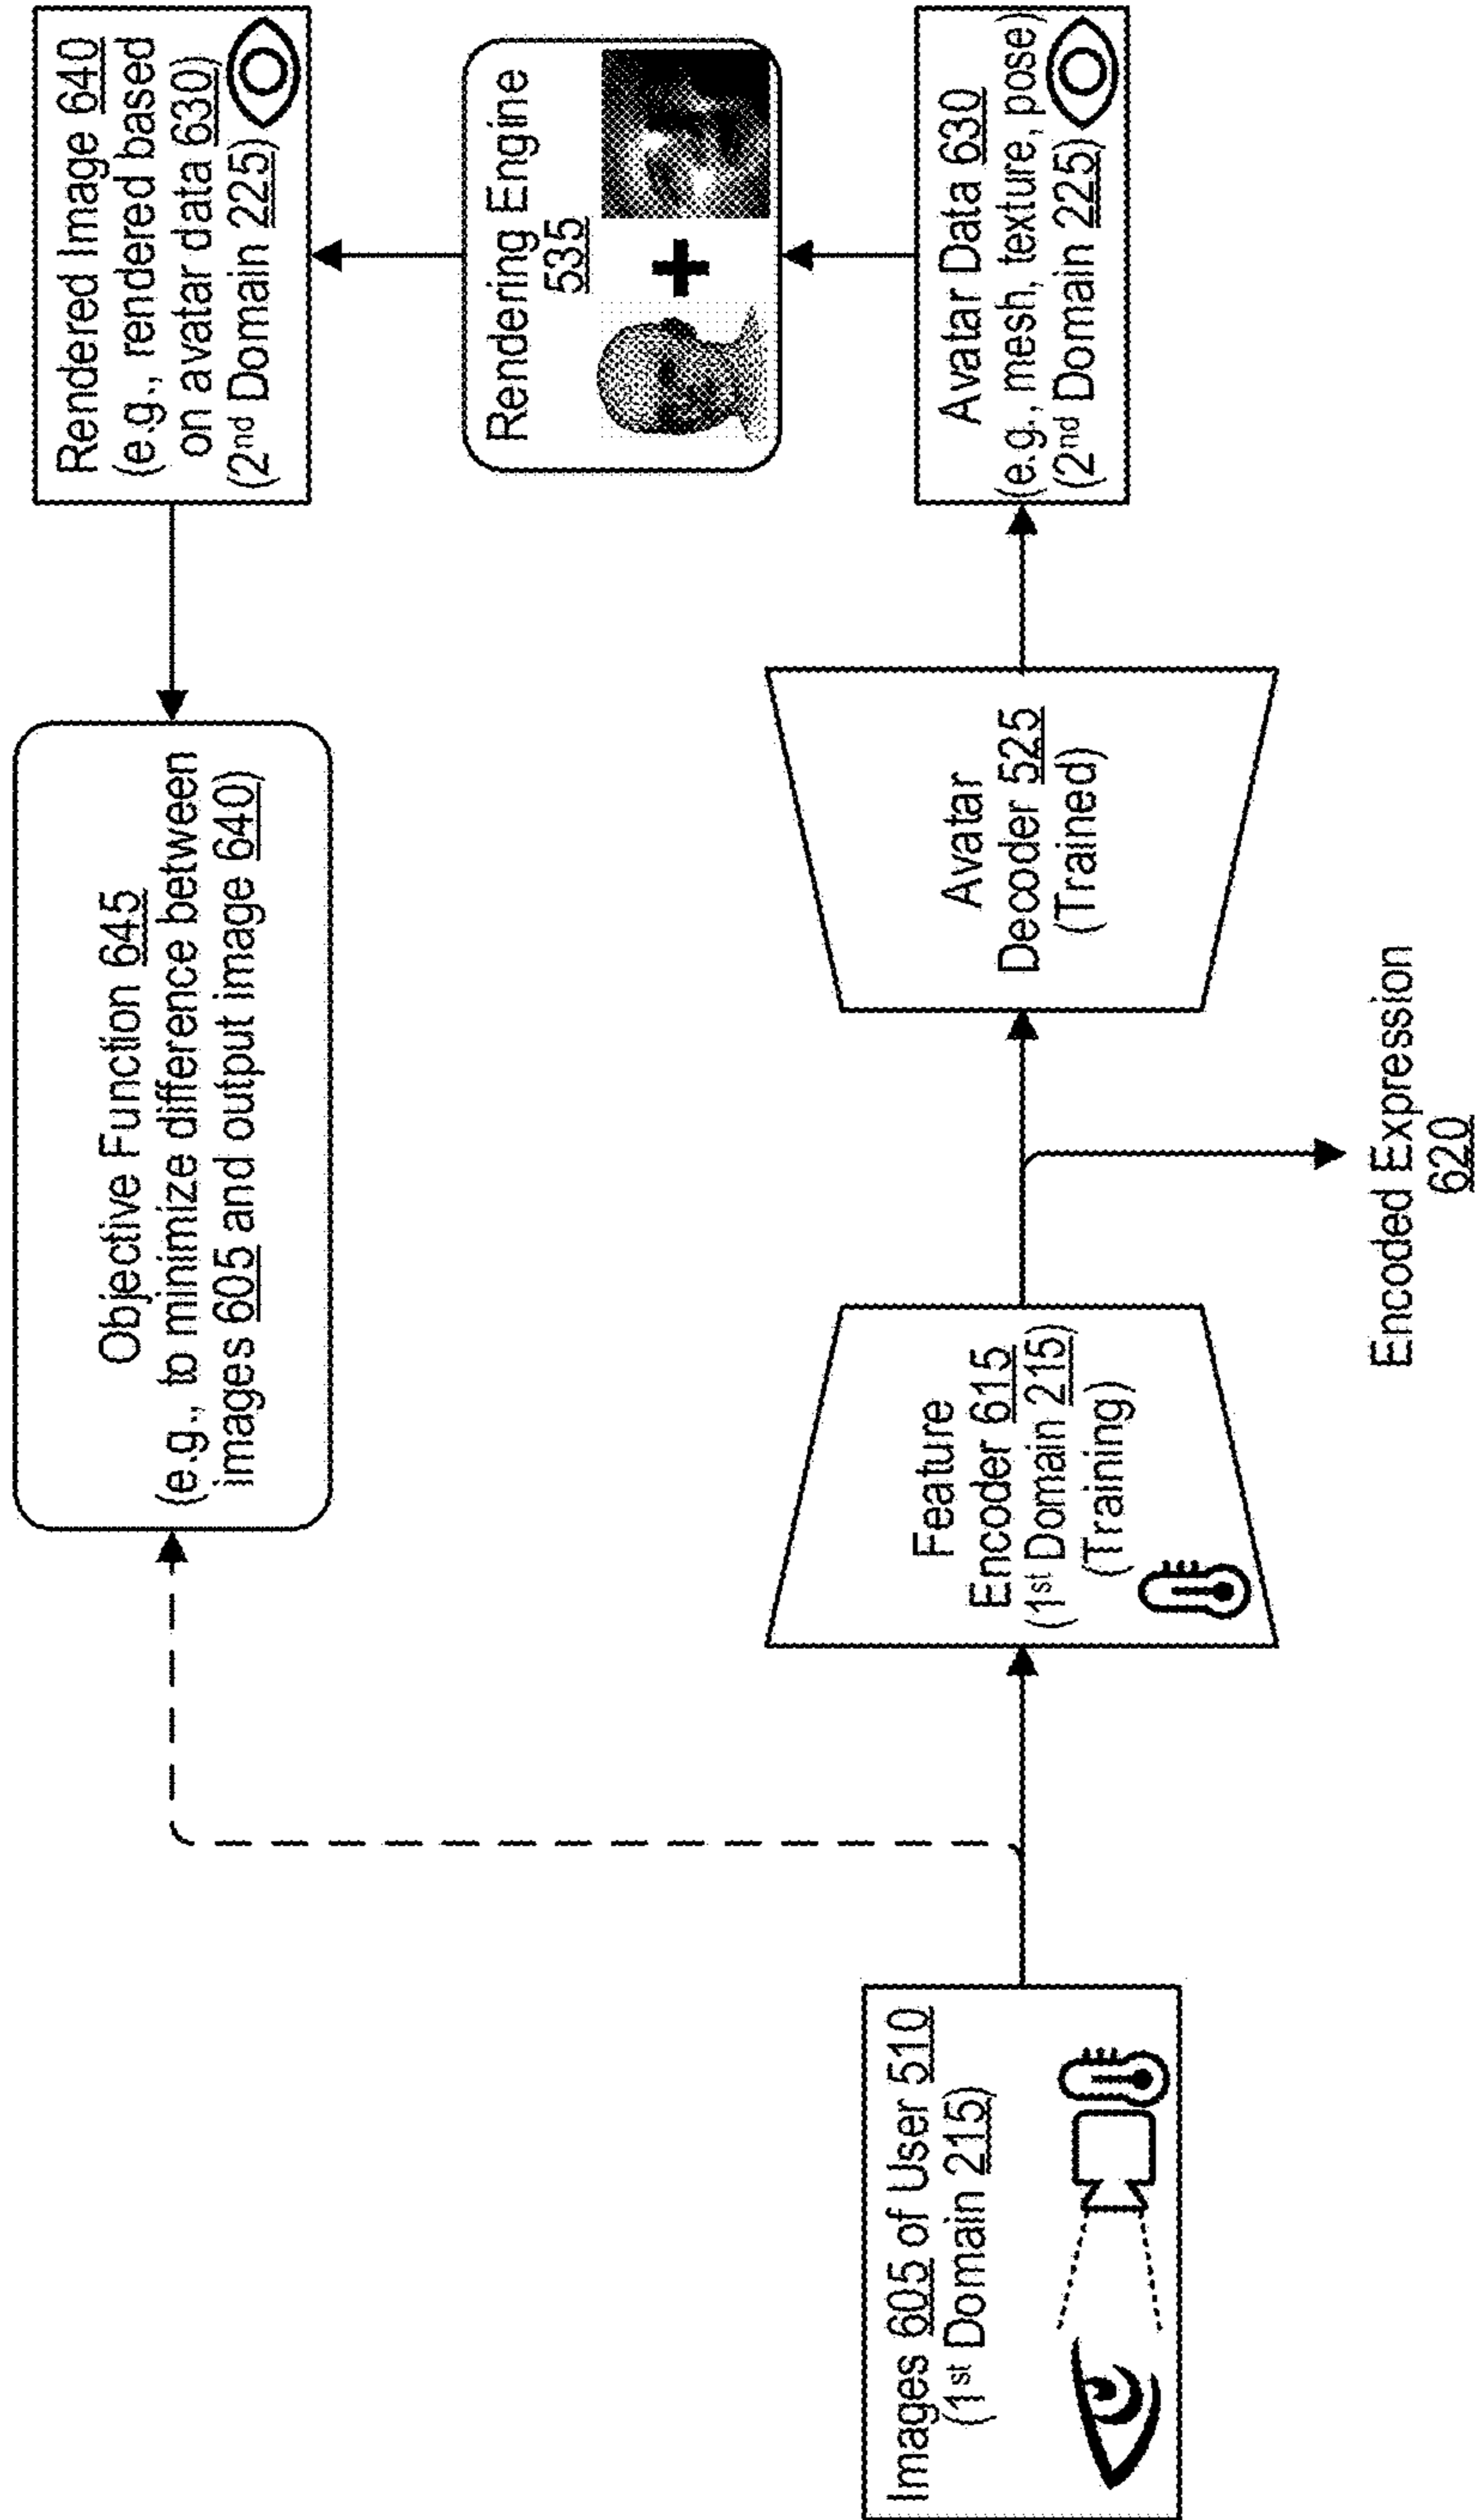 Objective Function 645
(e.g., to minimize difference between
images 605 and output image 640)
Rendered Image 640
(e.g., rendered based
on avatar data 630)
(2nd Domain 225)
Rendering Engine
535
Images 605 of User 510
(1st Domain 215)
Feature
Encoder 615
(1st Domain 215)
(Training)
Avatar
Decoder 525
(Trained)
Avatar Data 630
(e.g., mesh, texture, pose)
(2nd Domain 225)
Encoded Expression
620